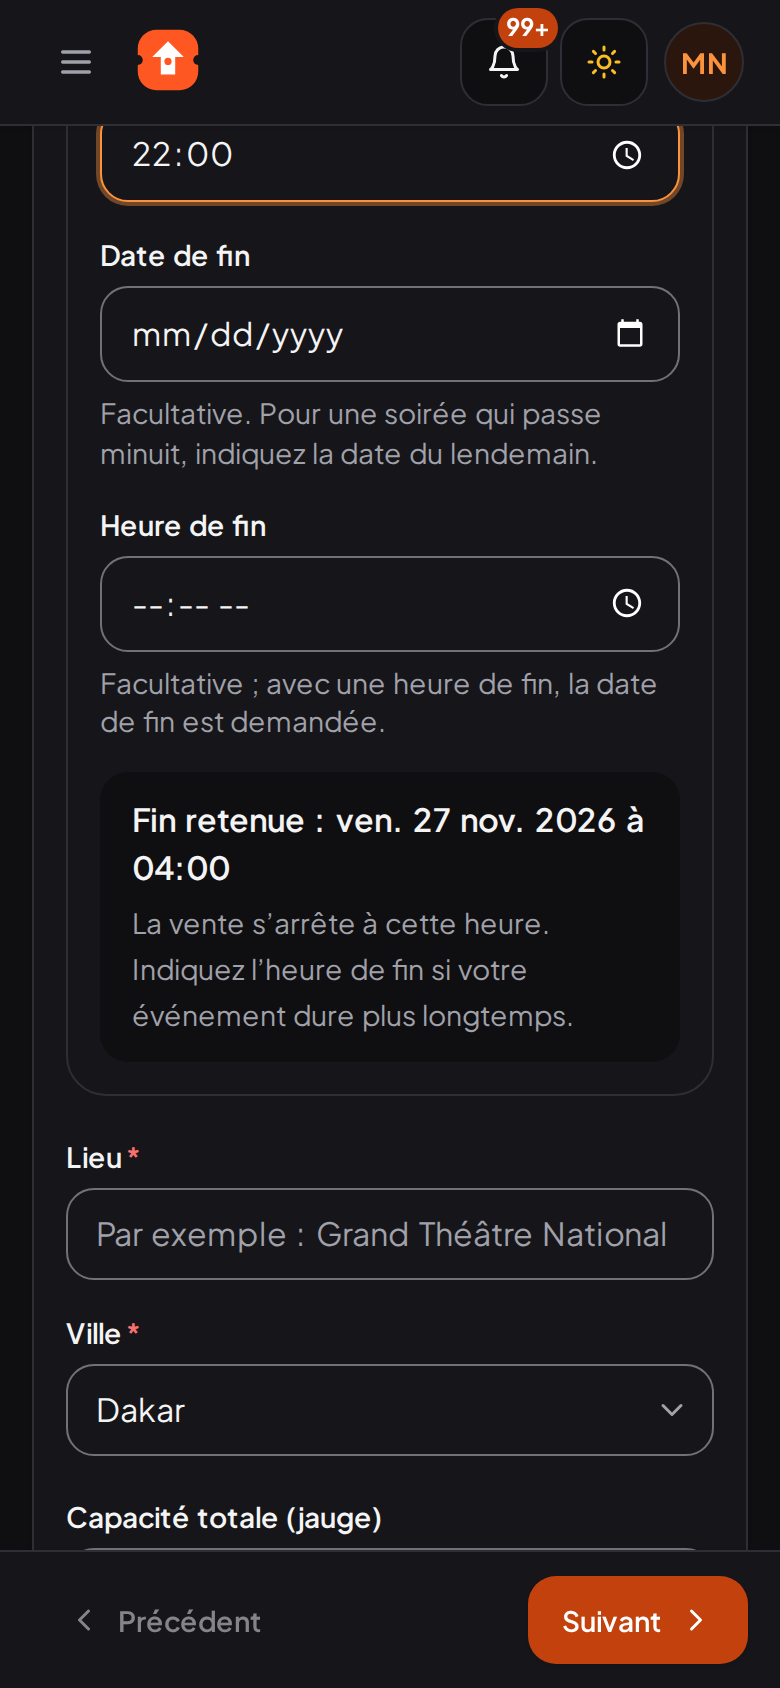 99+
MN
22:00
Date de fin
mm/dd/yyyy
Facultative. Pour une soirée qui passe
minuit, indiquez la date du lendemain.
Heure de fin
--:-- --
Facultative ; avec une heure de fin, la date
de fin est demandée.
Fin retenue : ven. 27 nov. 2026 à
04:00
La vente s’arrête à cette heure.
Indiquez l’heure de fin si votre
événement dure plus longtemps.
Lieu *
Par exemple : Grand Théâtre National
Ville *
Dakar
Capacité totale (jauge)
Précédent
Suivant